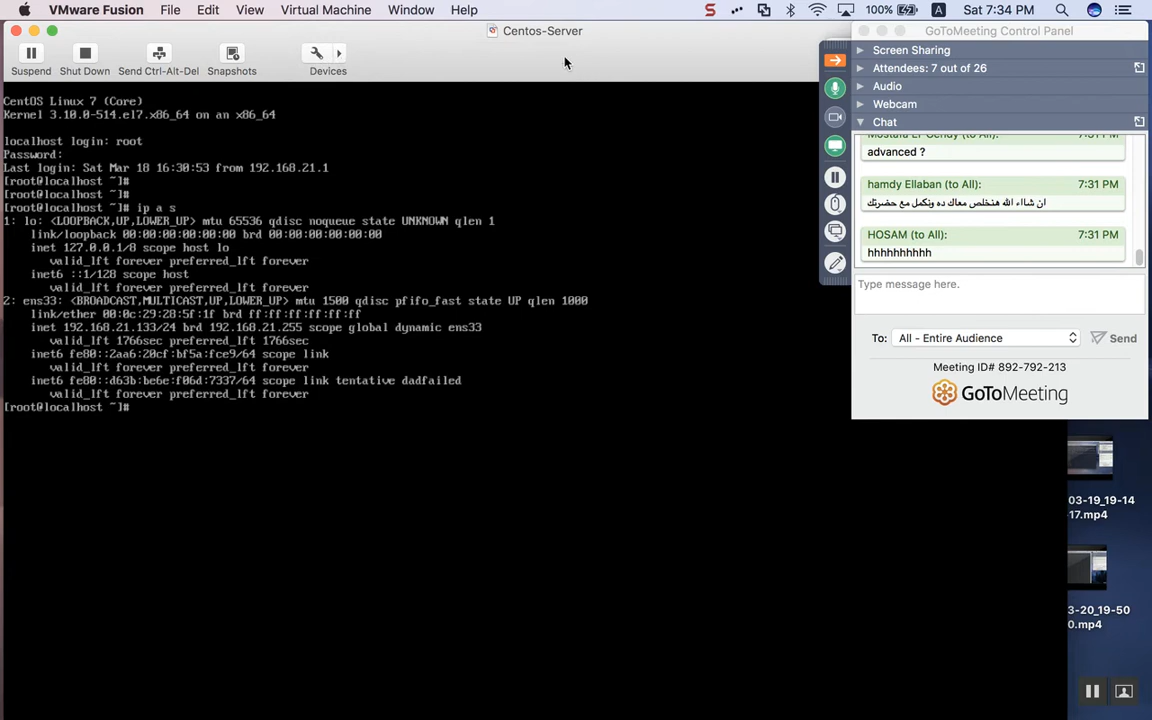 VMware Fusion File Edit View Virtual Machine Window Help 100% A Sat 7:34 PM
Centos-Server
Suspend Shut Down Send Ctrl-Alt-Del Snapshots Devices
CentOS Linux 7 (Core)
Kernel 3.10.0-514.el7.x86_64 on an x86_64
localhost login: root
Password:
Last login: Sat Mar 18 16:30:53 from 192.168.21.1
[root@localhost ~]#
[root@localhost ~]#
[root@localhost ~]# ip a s
1: lo: <LOOPBACK,UP,LOWER_UP> mtu 65536 qdisc noqueue state UNKNOWN qlen 1
link/loopback 00:00:00:00:00:00 brd 00:00:00:00:00:00
inet 127.0.0.1/8 scope host lo
valid_lft forever preferred_lft forever
inet6 ::1/128 scope host
valid_lft forever preferred_lft forever
2: ens33: <BROADCAST,MULTICAST,UP,LOWER_UP> mtu 1500 qdisc pfifo_fast state UP qlen 1000
link/ether 00:0c:29:28:5f:1f brd ff:ff:ff:ff:ff:ff
inet 192.168.21.133/24 brd 192.168.21.255 scope global dynamic ens33
valid_lft 1766sec preferred_lft 1766sec
inet6 fe80::2aa6:20cf:bf5a:fce9/64 scope link
valid_lft forever preferred_lft forever
inet6 fe80::d63b:be6e:f06d:7337/64 scope link tentative dadfailed
valid_lft forever preferred_lft forever
[root@localhost ~]#
GoToMeeting Control Panel
Screen Sharing
Attendees: 7 out of 26
Audio
Webcam
Chat
Mostafa El Gendy (to All): 7:31 PM
advanced ?
hamdy Ellaban (to All): 7:31 PM
ان شااء الله هنخلص معاك ده ونكمل مع حضرتك
HOSAM (to All): 7:31 PM
hhhhhhhhhh
Type message here.
To: All - Entire Audience Send
Meeting ID# 892-792-213
GoToMeeting
03-19_19-14
-17.mp4
3-20_19-50
0.mp4